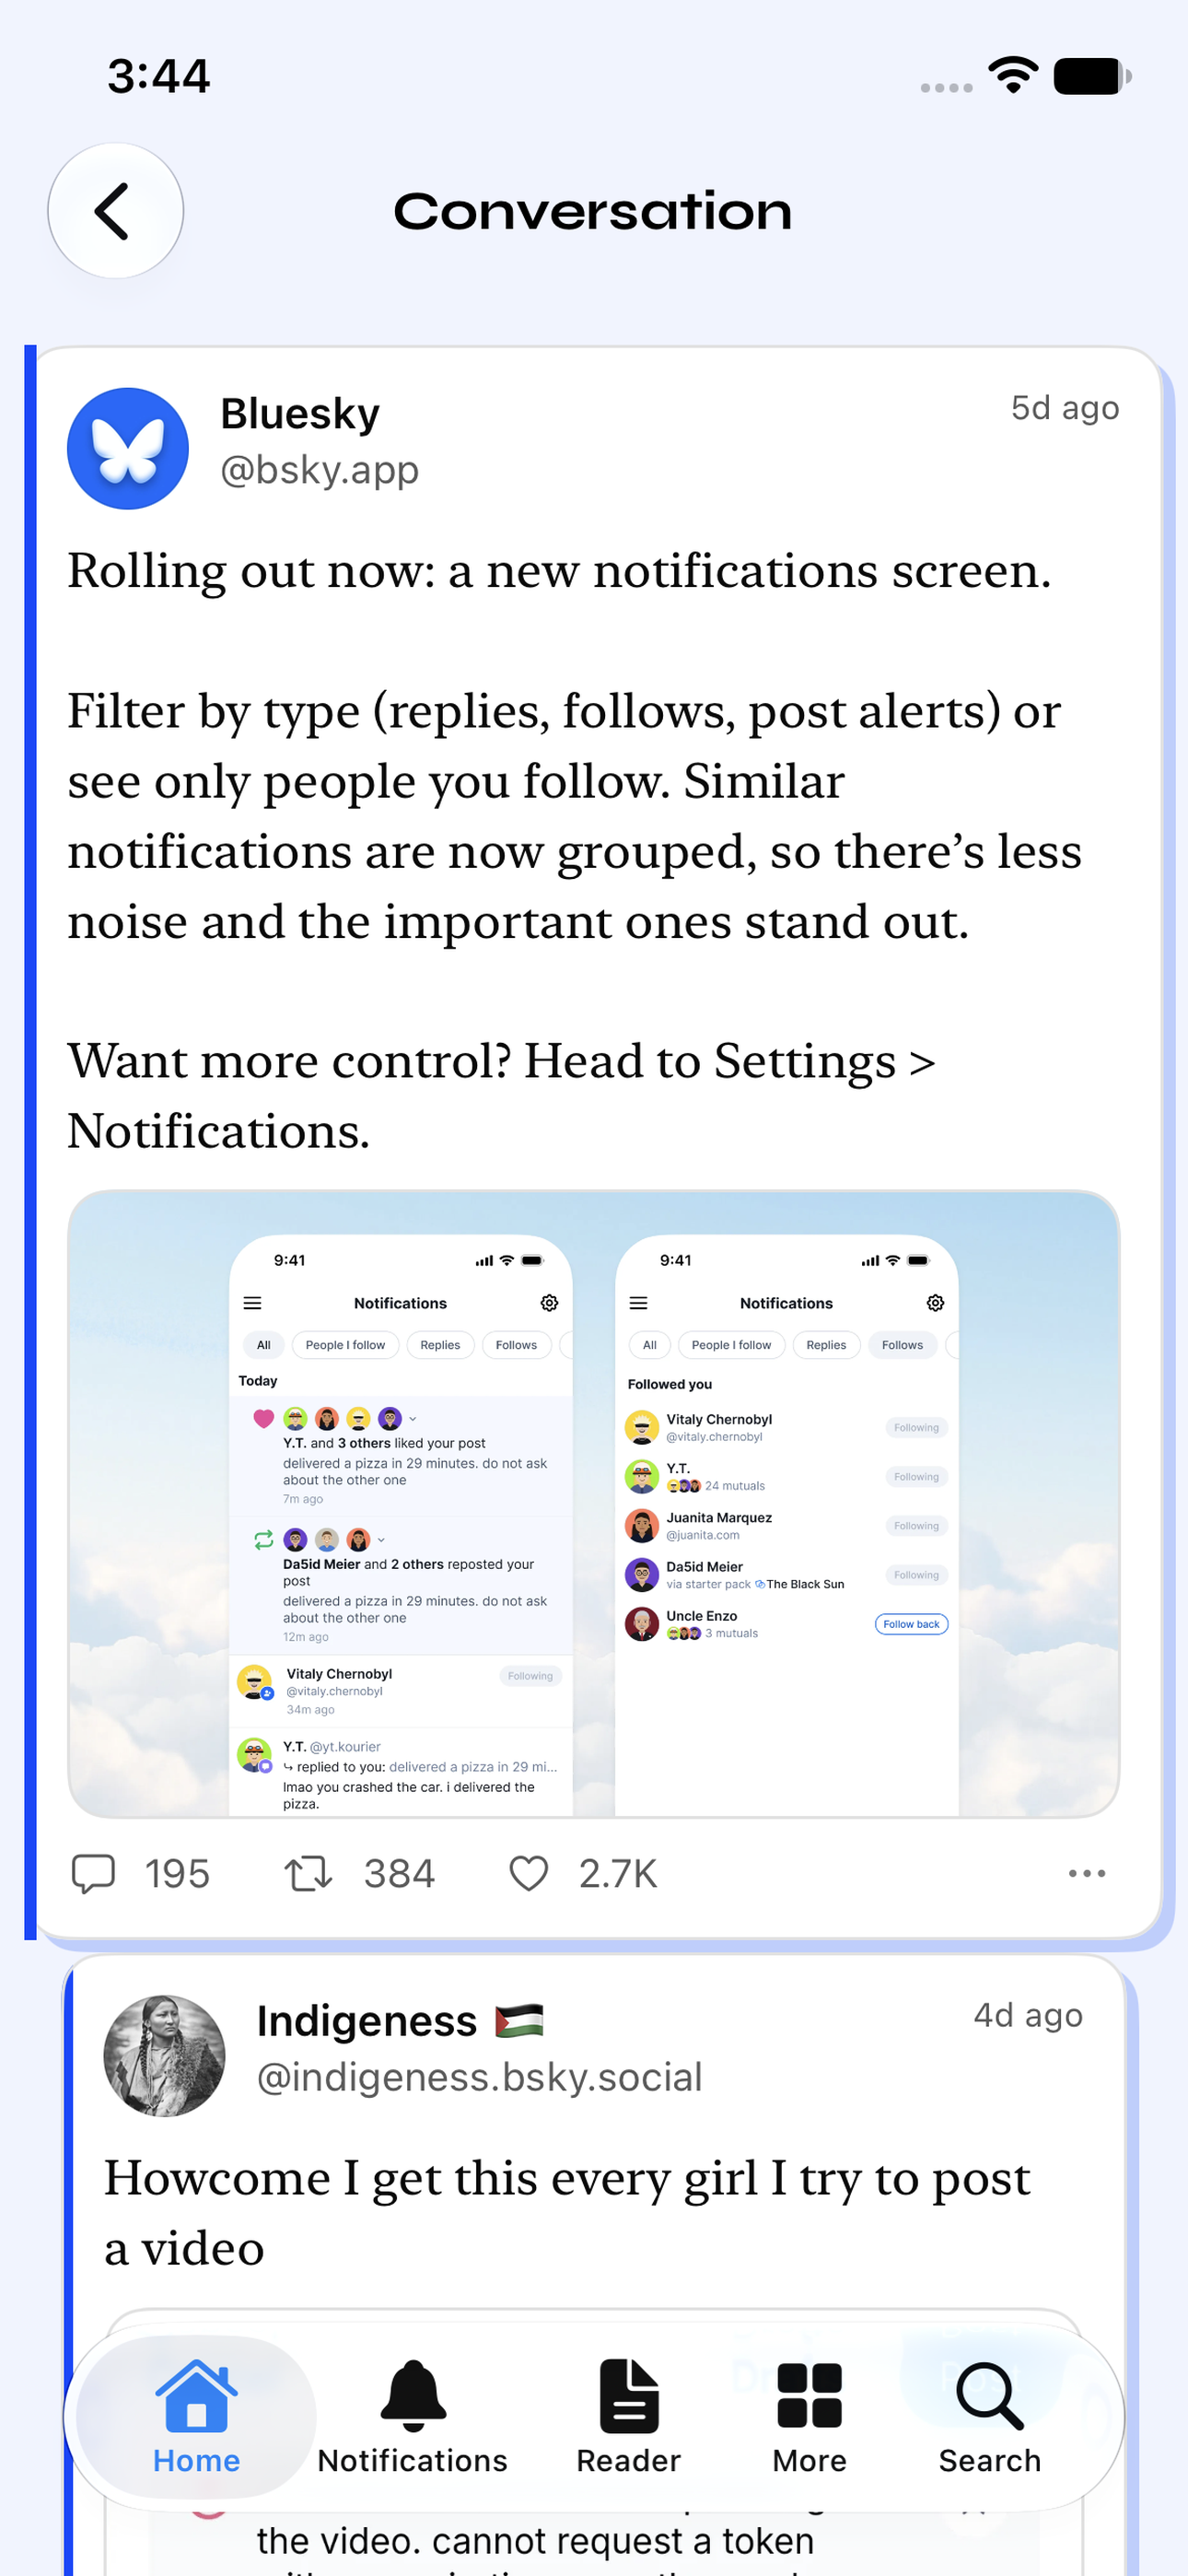 3:44
Conversation
Bluesky
5d ago
@bsky.app
Rolling out now: a new notifications screen.
Filter by type (replies, follows, post alerts) or
see only people you follow. Similar
notifications are now grouped, so there’s less
noise and the important ones stand out.
Want more control? Head to Settings >
Notifications.
9:41
Notifications
All
People I follow
Replies
Follows
Today
Y.T. and 3 others liked your post
delivered a pizza in 29 minutes. do not ask
about the other one
7m ago
Da5id Meier and 2 others reposted your
post
delivered a pizza in 29 minutes. do not ask
about the other one
12m ago
Vitaly Chernobyl
Following
@vitaly.chernobyl
34m ago
Y.T. @yt.kourier
↳ replied to you: delivered a pizza in 29 mi...
lmao you crashed the car. i delivered the
pizza.
9:41
Notifications
All
People I follow
Replies
Follows
Followed you
Vitaly Chernobyl
@vitaly.chernobyl
Following
Y.T.
24 mutuals
Following
Juanita Marquez
@juanita.com
Following
Da5id Meier
via starter pack The Black Sun
Following
Uncle Enzo
3 mutuals
Follow back
195
384
2.7K
Indigeness 🇵🇸
4d ago
@indigeness.bsky.social
Howcome I get this every girl I try to post
a video
Post
Home
Notifications
Reader
More
Search
the video. cannot request a token